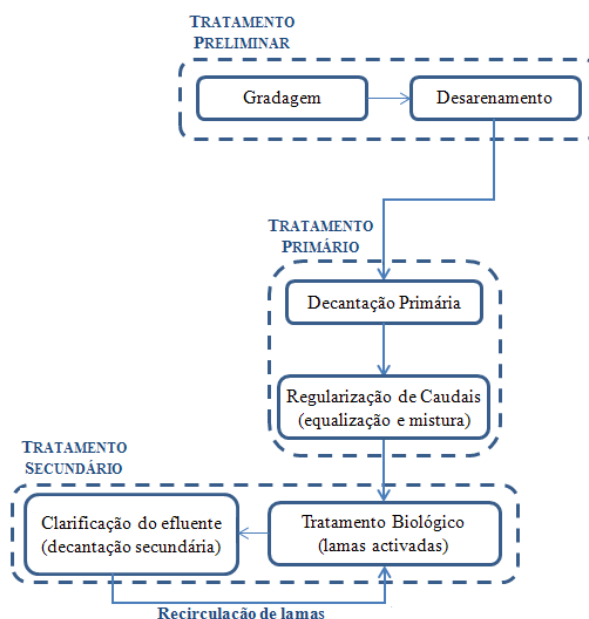 TRATAMENTO
PRELIMINAR
Gradagem
Desarenamento
TRATAMENTO
PRIMÁRIO
Decantação Primária
Regularização de Caudais
(equalização e mistura)
TRATAMENTO
SECUNDÁRIO
Clarificação do efluente
(decantação secundária)
Tratamento Biológico
(lamas activadas)
Recirculação de lamas